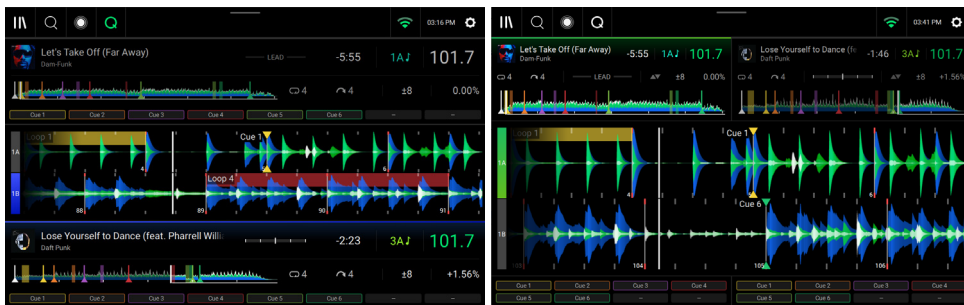 03:16 PM
Let's Take Off (Far Away)
Dam-Funk
LEAD
-5:55
1A♪
101.7
4
4
±8
0.00%
Cue 1
Cue 2
Cue 3
Cue 4
Cue 5
Cue 6
–
–
Loop 1
Cue 1
1A
4
6
Loop 4
1B
88
89
90
91
Lose Yourself to Dance (feat. Pharrell Willi
Daft Punk
-2:23
3A♪
101.7
4
4
±8
+1.56%
Cue 1
Cue 2
Cue 3
Cue 4
Cue 5
Cue 6
–
–
03:41 PM
Let's Take Off (Far Away)
Dam-Funk
-5:55
1A♪
101.7
Lose Yourself to Dance (fe
Daft Punk
-1:46
3A♪
101.7
4
4
LEAD
±8
0.00%
4
4
±8
+1.56%
Loop 1
Cue 1
1A
4
6
Cue 6
1B
103
104
105
106
Cue 1
Cue 2
Cue 3
Cue 4
Cue 5
Cue 6
–
–
Cue 1
Cue 2
Cue 3
Cue 4
Cue 5
Cue 6
–
–